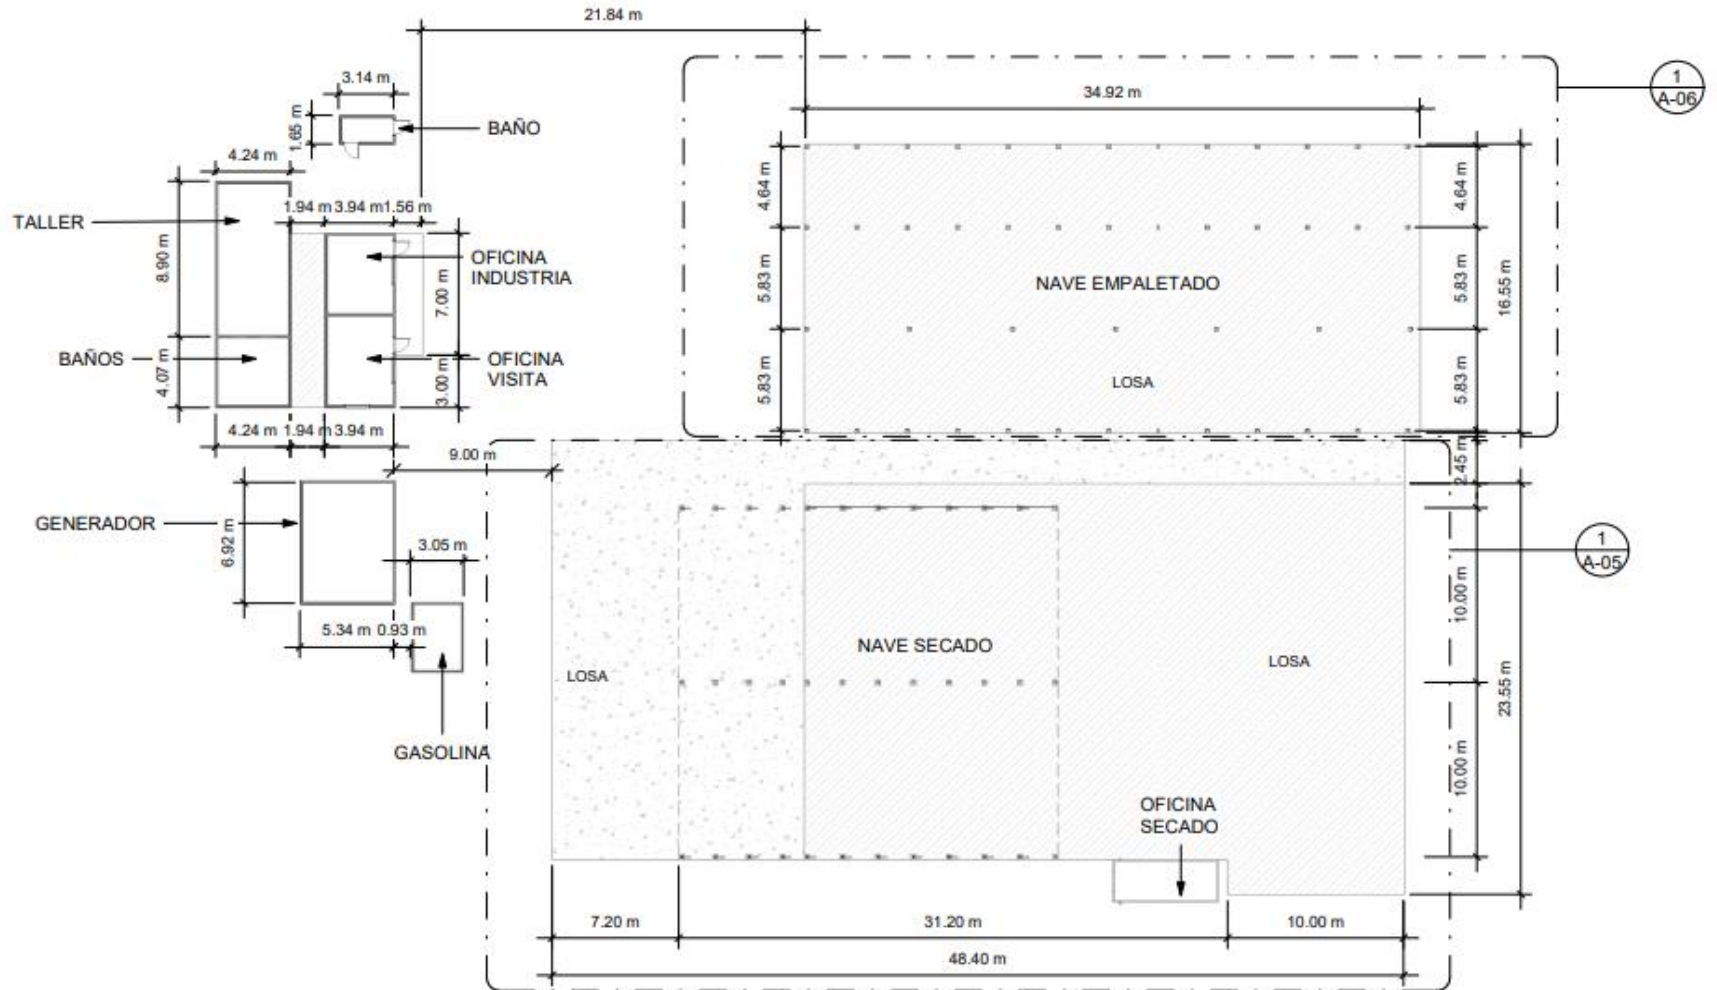 21.84 m
1
A-06
3.14 m
34.92 m
1.65 m
BAÑO
4.24 m
4.64 m
4.64 m
1.94 m
3.94 m
1.56 m
TALLER
8.90 m
OFICINA
INDUSTRIA
7.00 m
5.83 m
NAVE EMPALETADO
5.83 m
16.55 m
BAÑOS
4.07 m
OFICINA
VISITA
3.00 m
5.83 m
LOSA
5.83 m
4.24 m
1.94 m
3.94 m
9.00 m
2.45 m
GENERADOR
6.92 m
3.05 m
1
A-05
10.00 m
5.34 m
0.93 m
NAVE SECADO
LOSA
LOSA
23.55 m
GASOLINA
10.00 m
OFICINA
SECADO
7.20 m
31.20 m
10.00 m
48.40 m